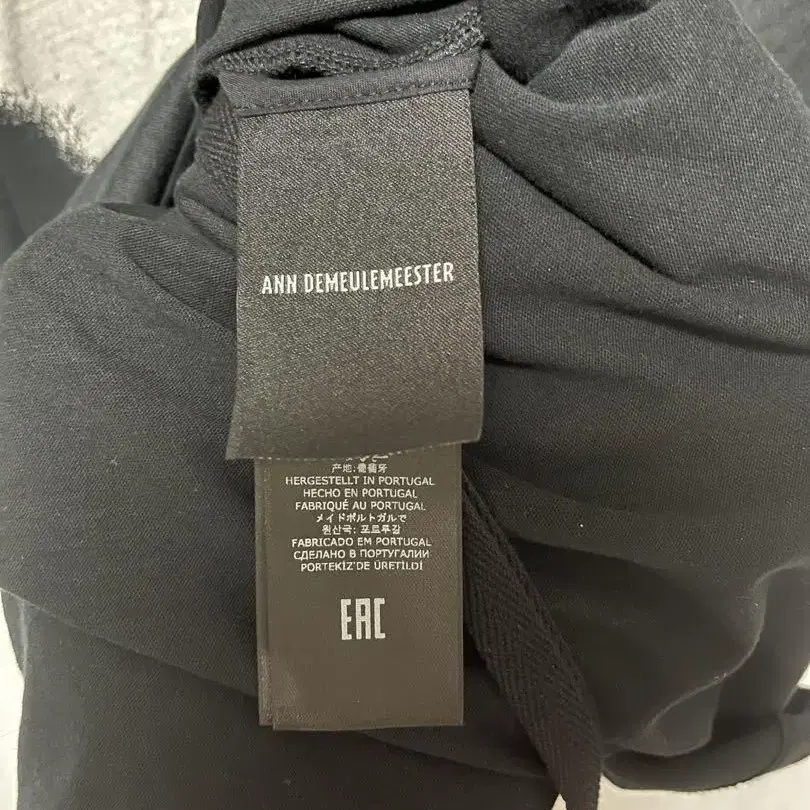 ANN DEMEULEMEESTER
产地:葡萄牙
HERGESTELLT IN PORTUGAL
HECHO EN PORTUGAL
FABRIQUÉ AU PORTUGAL
メイドポルトガルで
원산국: 포르투갈
FABRICADO EM PORTUGAL
СДЕЛАНО В ПОРТУГАЛИИ
PORTEKİZ'DE ÜRETİLDİ
EAC